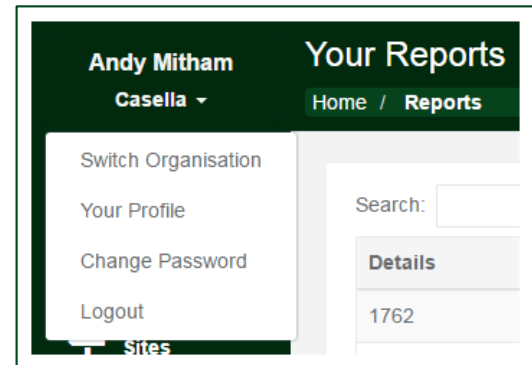 Andy Mitham
Casella
Switch Organisation
Your Profile
Change Password
Logout
Sites
Your Reports
Home / Reports
Search:
Details
1762